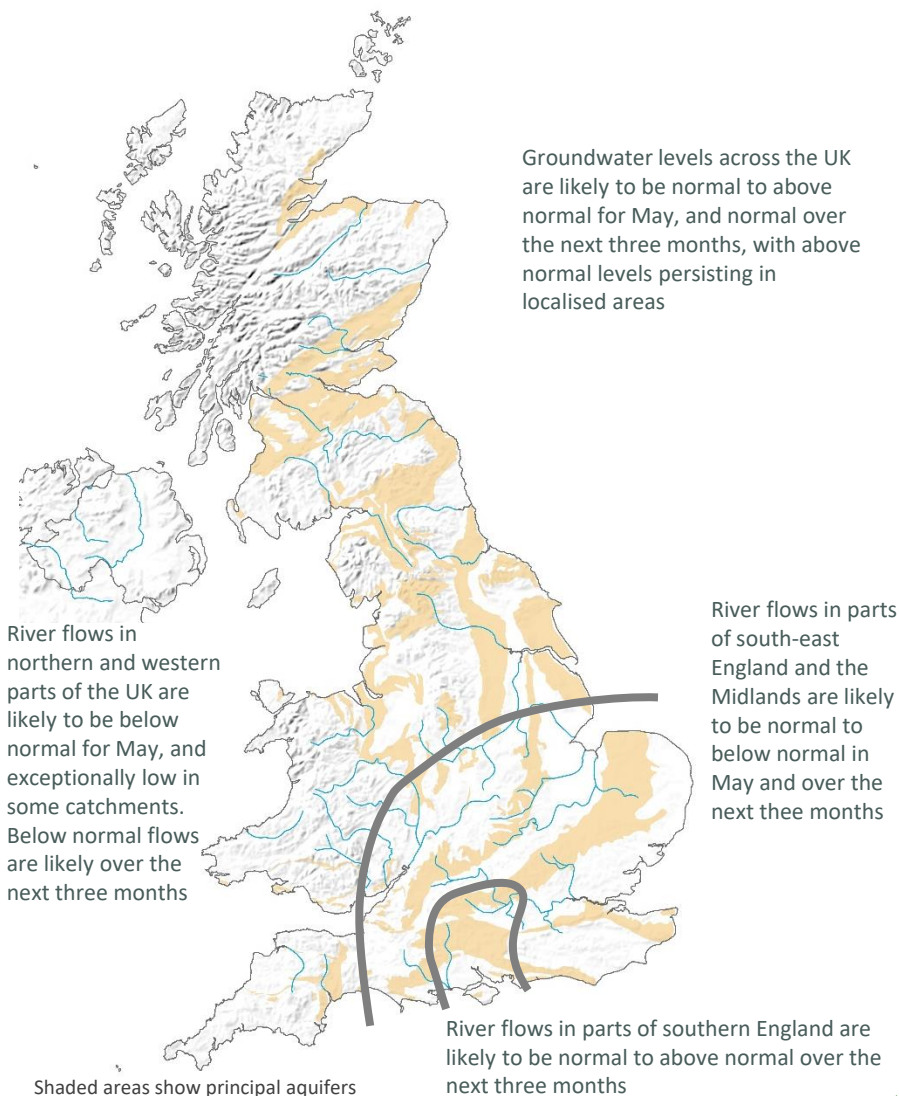 Groundwater levels across the UK
are likely to be normal to above
normal for May, and normal over
the next three months, with above
normal levels persisting in
localised areas
River flows in
northern and western
parts of the UK are
likely to be below
normal for May, and
exceptionally low in
some catchments.
Below normal flows
are likely over the
next three months
River flows in parts
of south-east
England and the
Midlands are likely
to be normal to
below normal in
May and over the
next thee months
River flows in parts of southern England are
likely to be normal to above normal over the
next three months
Shaded areas show principal aquifers